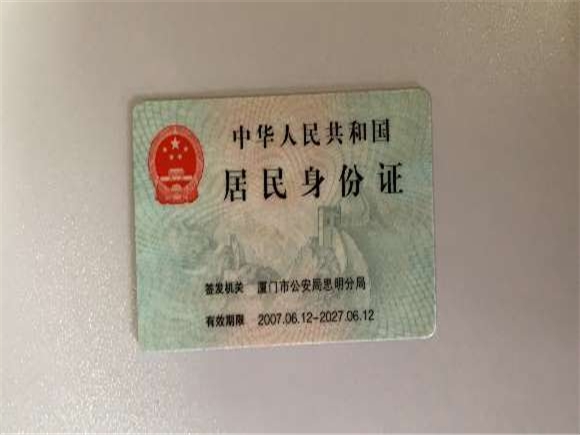 中华人民共和国
居民身份证
签发机关 厦门市公安局思明分局
有效期限 2007.06.12-2027.06.12